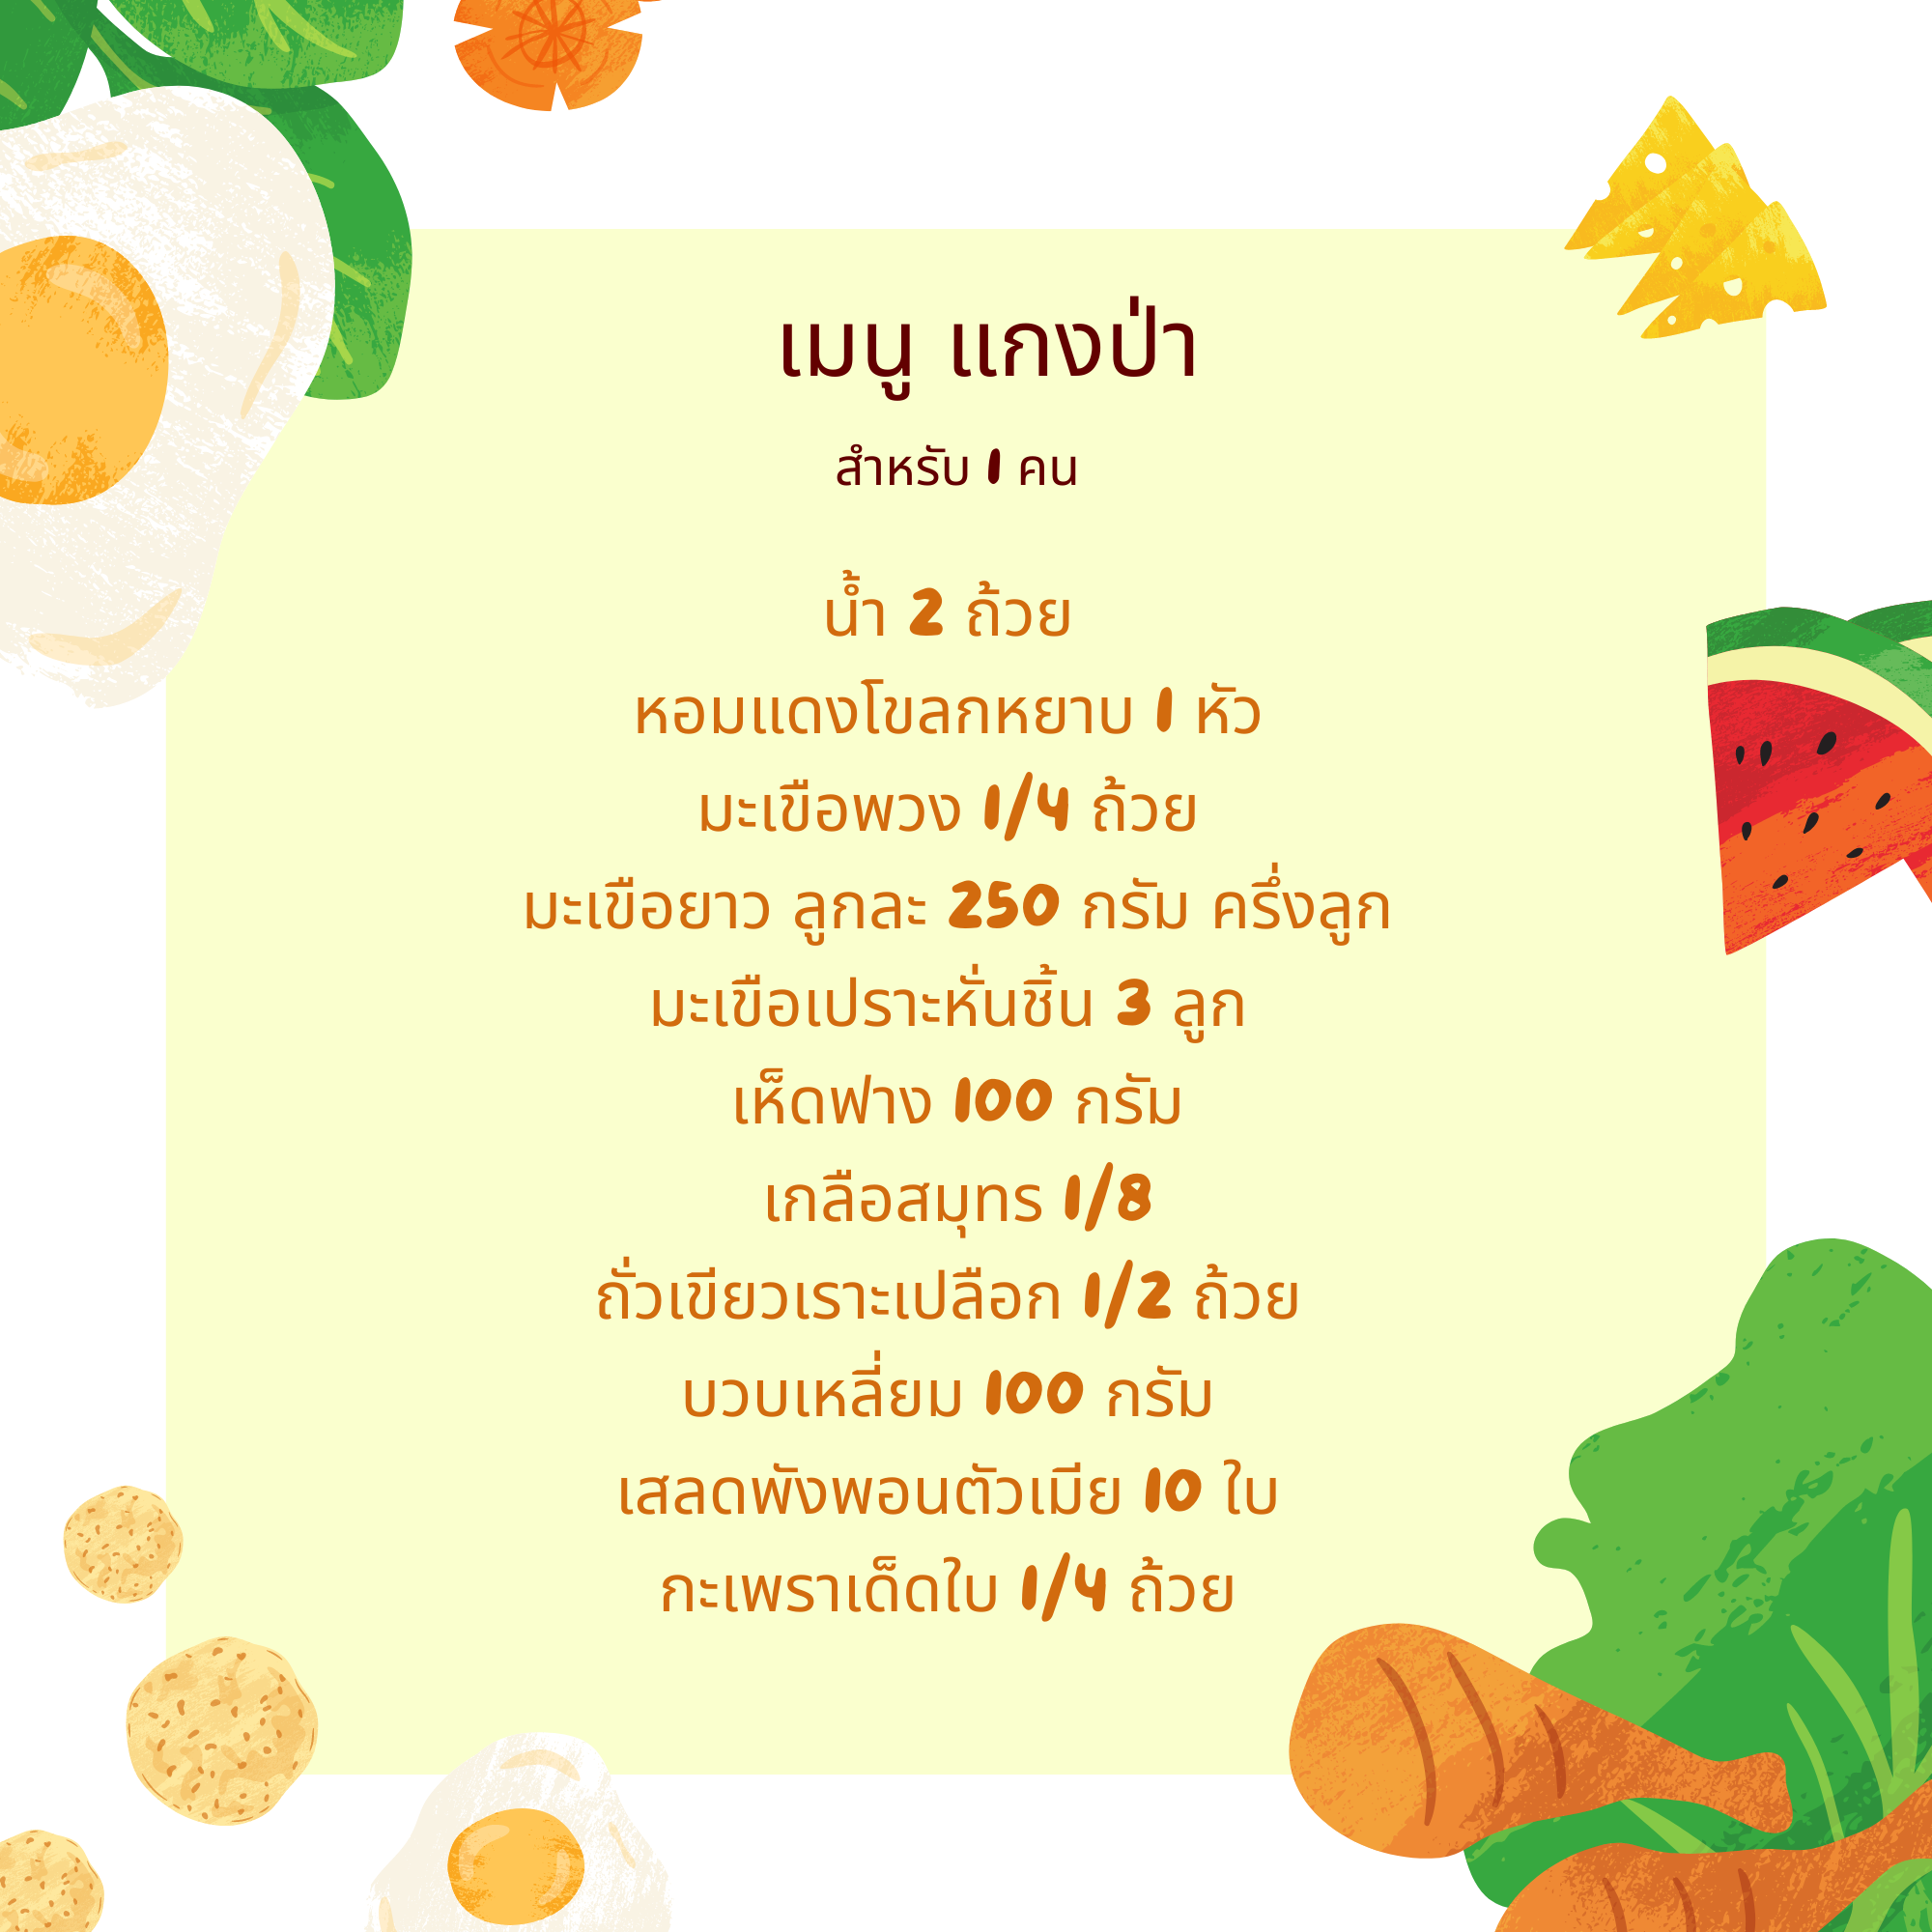 เมนู แกงป่า
สำหรับ 1 คน
น้ำ 2 ถ้วย
หอมแดงโขลกหยาบ 1 หัว
มะเขือพวง 1/4 ถ้วย
มะเขือยาว ลูกละ 250 กรัม ครึ่งลูก
มะเขือเปราะหั่นชิ้น 3 ลูก
เห็ดฟาง 100 กรัม
เกลือสมุทร 1/8
ถั่วเขียวเราะเปลือก 1/2 ถ้วย
บวบเหลี่ยม 100 กรัม
เสลดพังพอนตัวเมีย 10 ใบ
กะเพราเด็ดใบ 1/4 ถ้วย